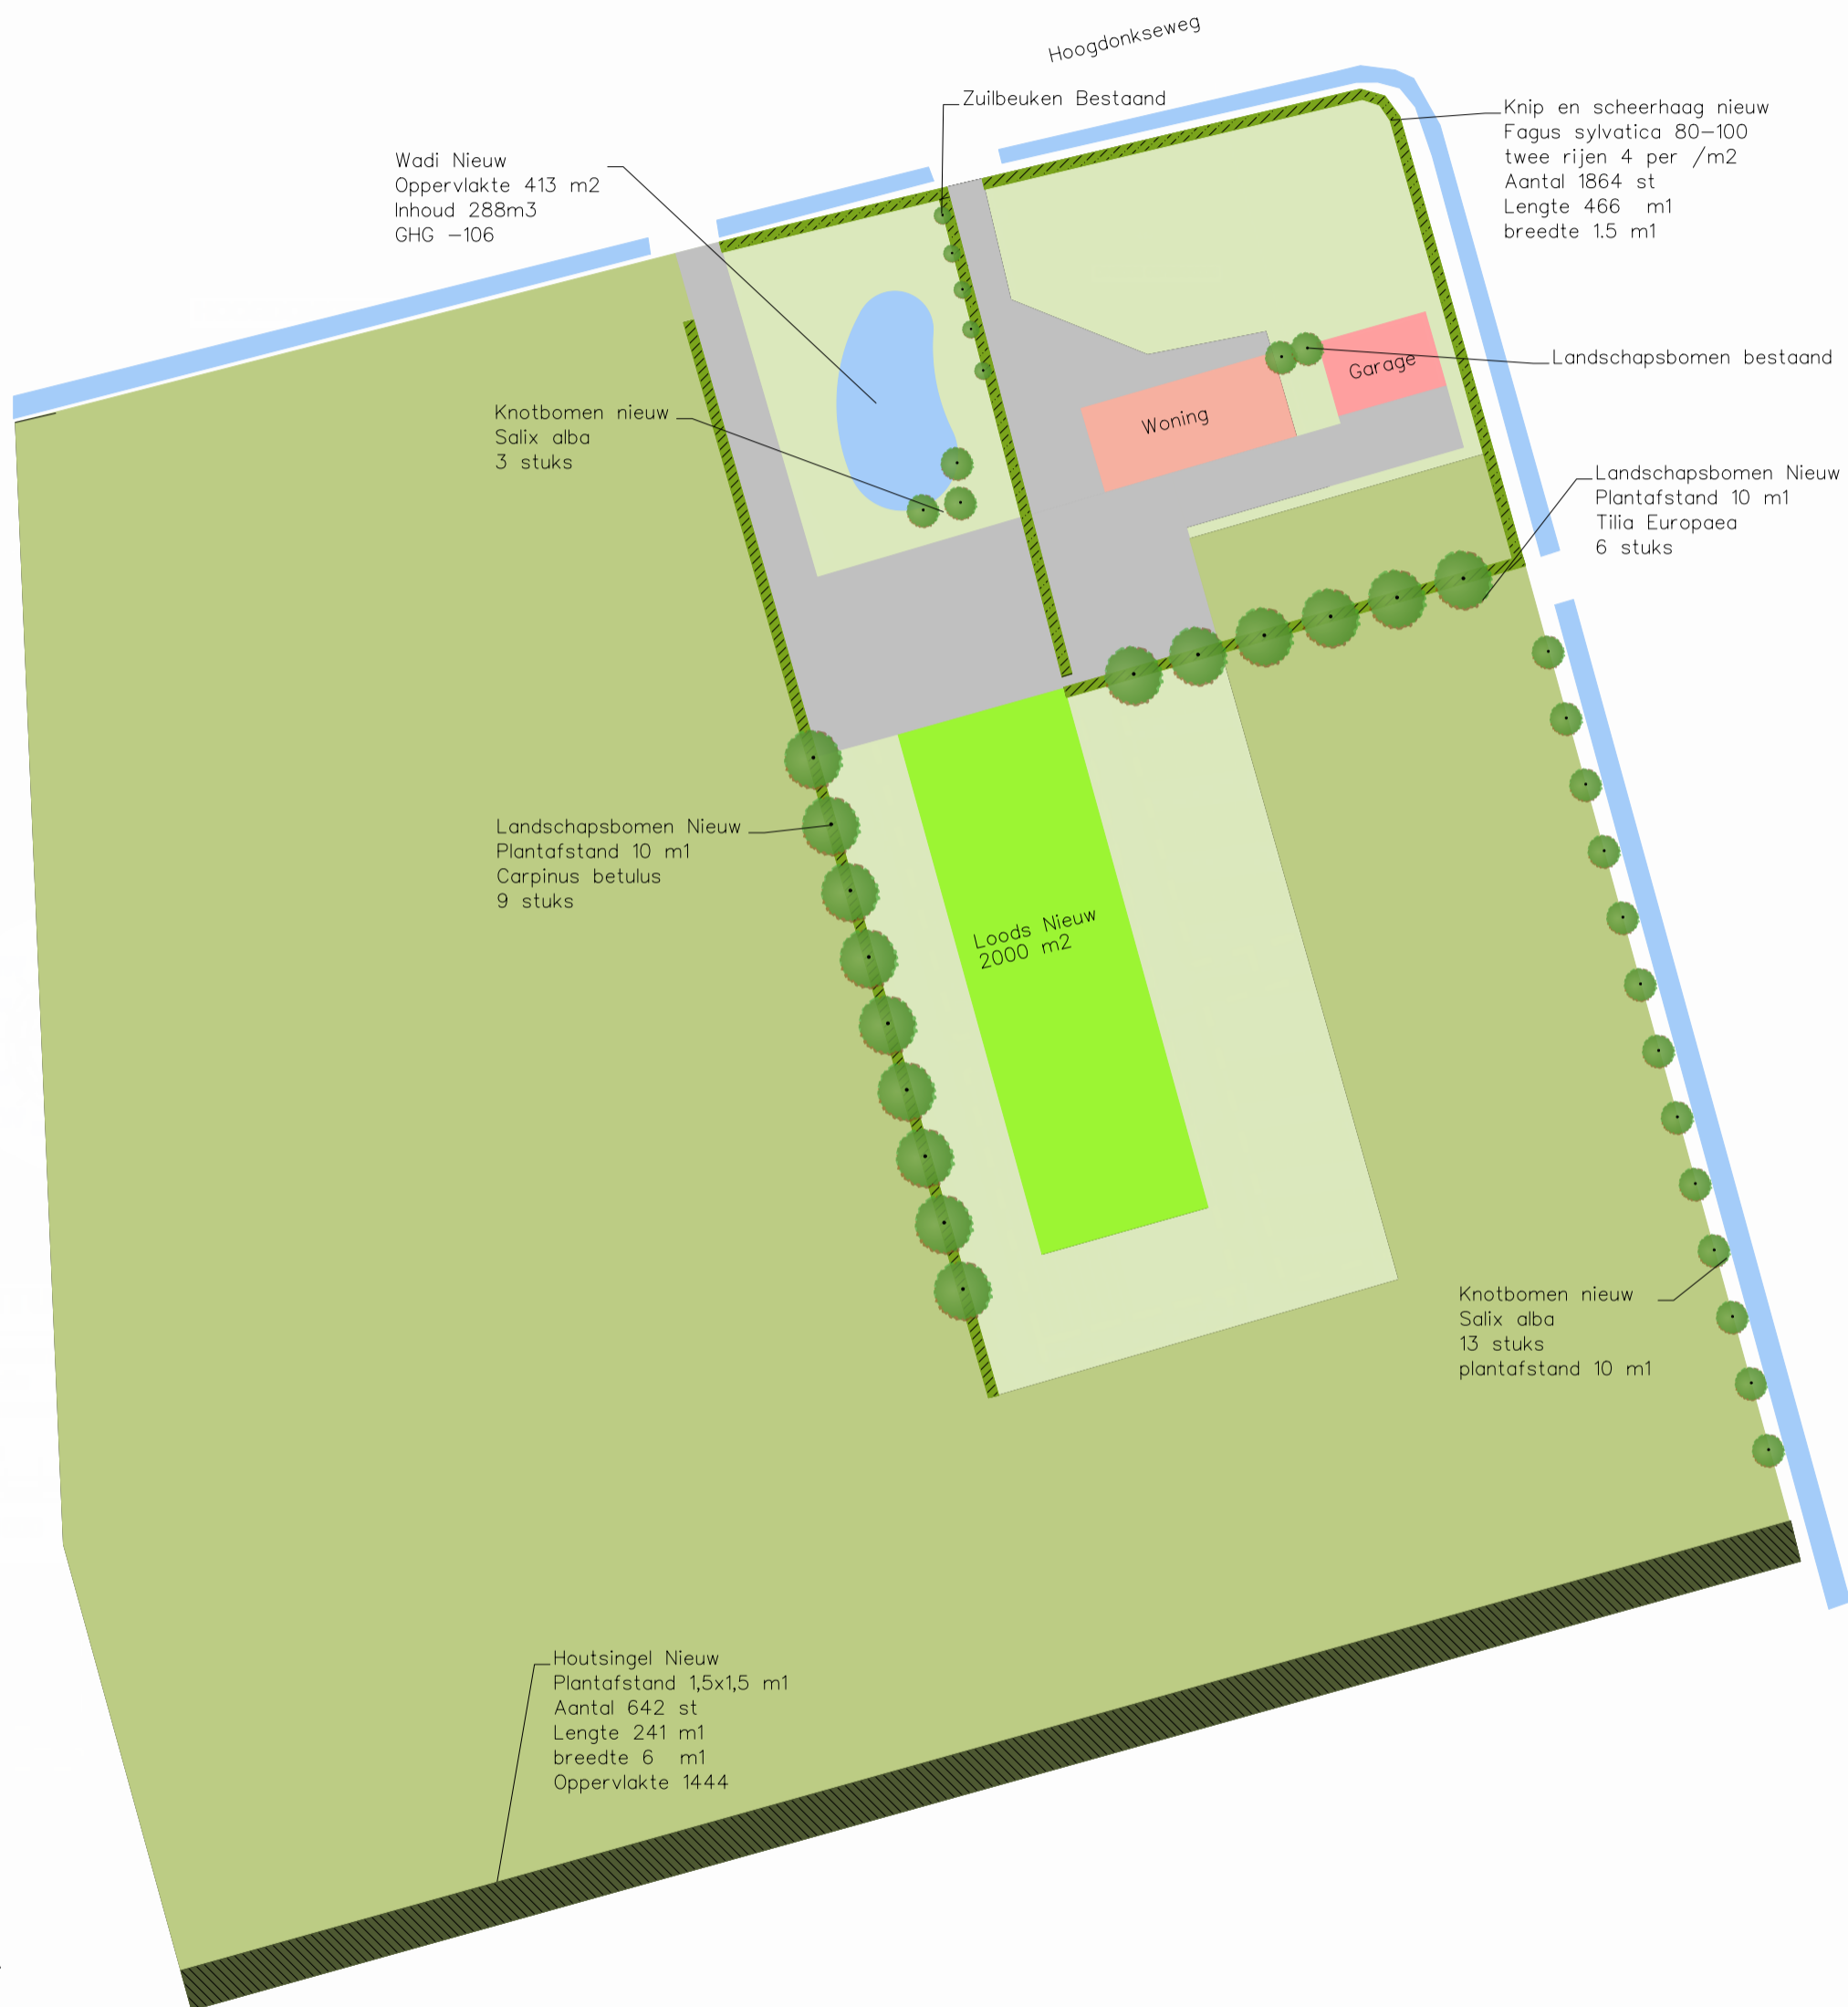 Hoogdonkseweg
Zuilbeuken Bestaand
Knip en scheerhaag nieuw
Fagus sylvatica 80-100
twee rijen 4 per /m2
Aantal 1864 st
Lengte 466 m1
breedte 1.5 m1
Wadi Nieuw
Oppervlakte 413 m2
Inhoud 288m3
GHG -106
Landschapsbomen bestaand
Garage
Woning
Knotbomen nieuw
Salix alba
3 stuks
Landschapsbomen Nieuw
Plantafstand 10 m1
Tilia Europaea
6 stuks
Landschapsbomen Nieuw
Plantafstand 10 m1
Carpinus betulus
9 stuks
Loods Nieuw
2000 m2
Knotbomen nieuw
Salix alba
13 stuks
plantafstand 10 m1
Houtsingel Nieuw
Plantafstand 1,5x1,5 m1
Aantal 642 st
Lengte 241 m1
breedte 6 m1
Oppervlakte 1444